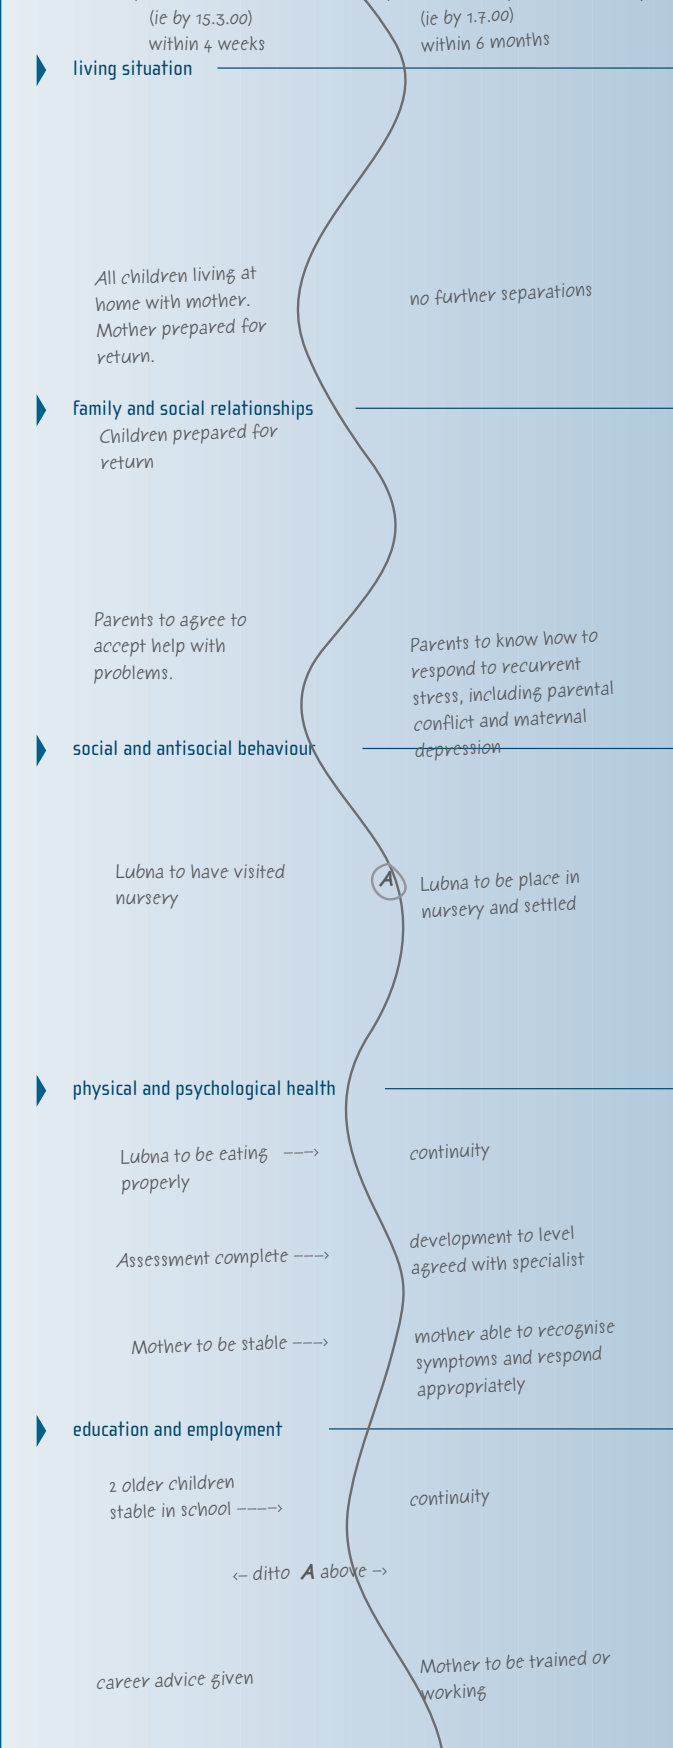 (ie by 15.3.00)
within 4 weeks
(ie by 1.7.00)
within 6 months
living situation
All children living at
home with mother.
Mother prepared for
return.
no further separations
family and social relationships
Children prepared for
return
Parents to agree to
accept help with
problems.
Parents to know how to
respond to recurrent
stress, including parental
conflict and maternal
depression
social and antisocial behaviour
Lubna to have visited
nursery
A
Lubna to be place in
nursery and settled
physical and psychological health
Lubna to be eating --->
properly
continuity
Assessment complete --->
development to level
agreed with specialist
Mother to be stable --->
mother able to recognise
symptoms and respond
appropriately
education and employment
2 older children
stable in school ---->
continuity
<- ditto A above ->
career advice given
Mother to be trained or
working